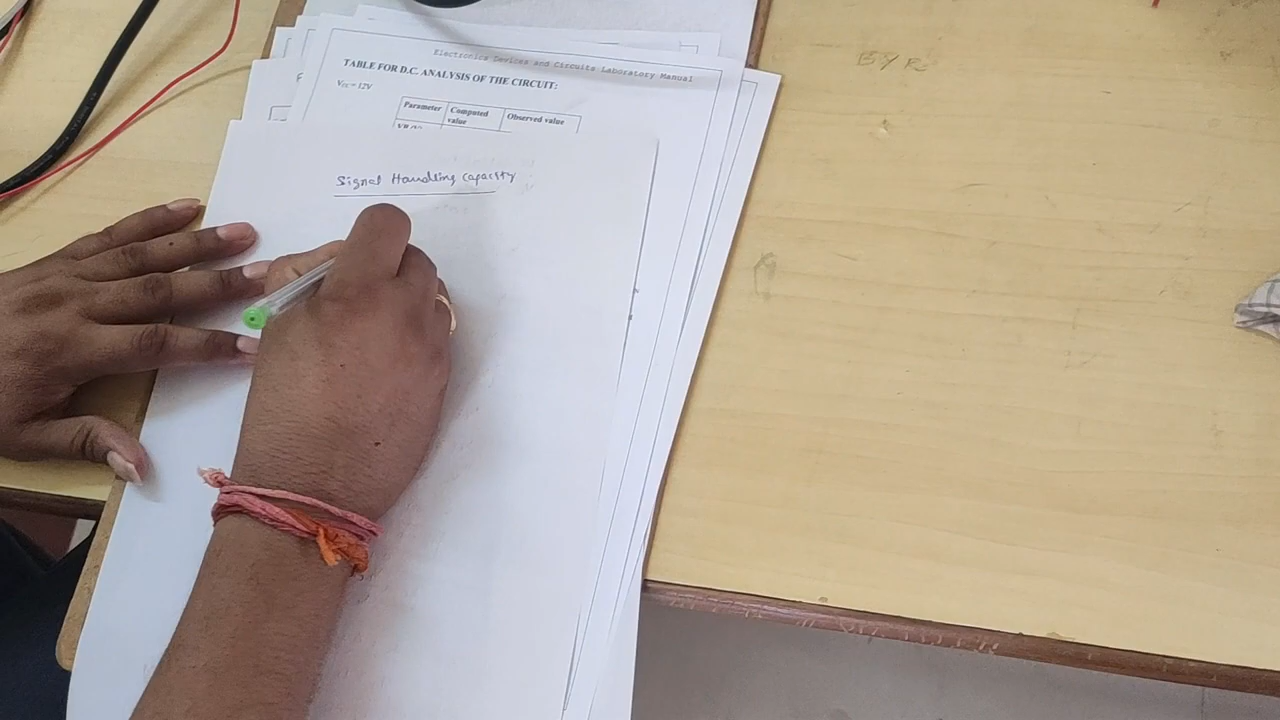 Electronics Devices and Circuits Laboratory Manual
TABLE FOR D.C. ANALYSIS OF THE CIRCUIT:
VCC = 12V
Parameter Computed value Observed value
Signal Handling Capacity
BYR